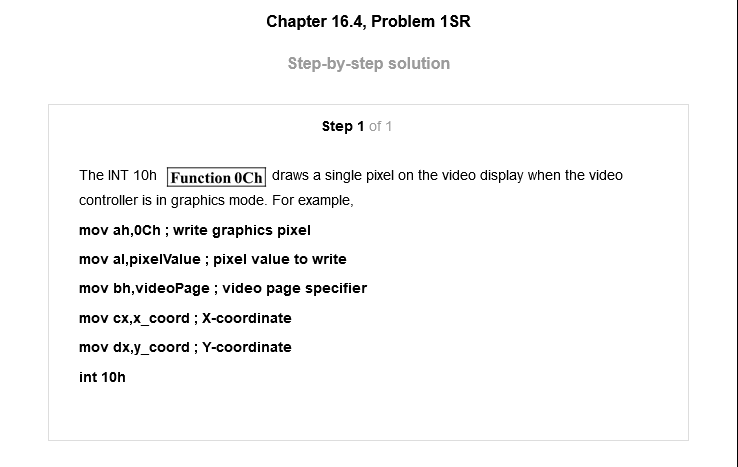 Chapter 16.4, Problem 1SR
Step-by-step solution
Step 1 of 1
The INT 10h Function 0Ch draws a single pixel on the video display when the video
controller is in graphics mode. For example,
mov ah,0Ch ; write graphics pixel
mov al,pixelValue ; pixel value to write
mov bh,videoPage ; video page specifier
mov cx,x_coord ; X-coordinate
mov dx,y_coord ; Y-coordinate
int 10h